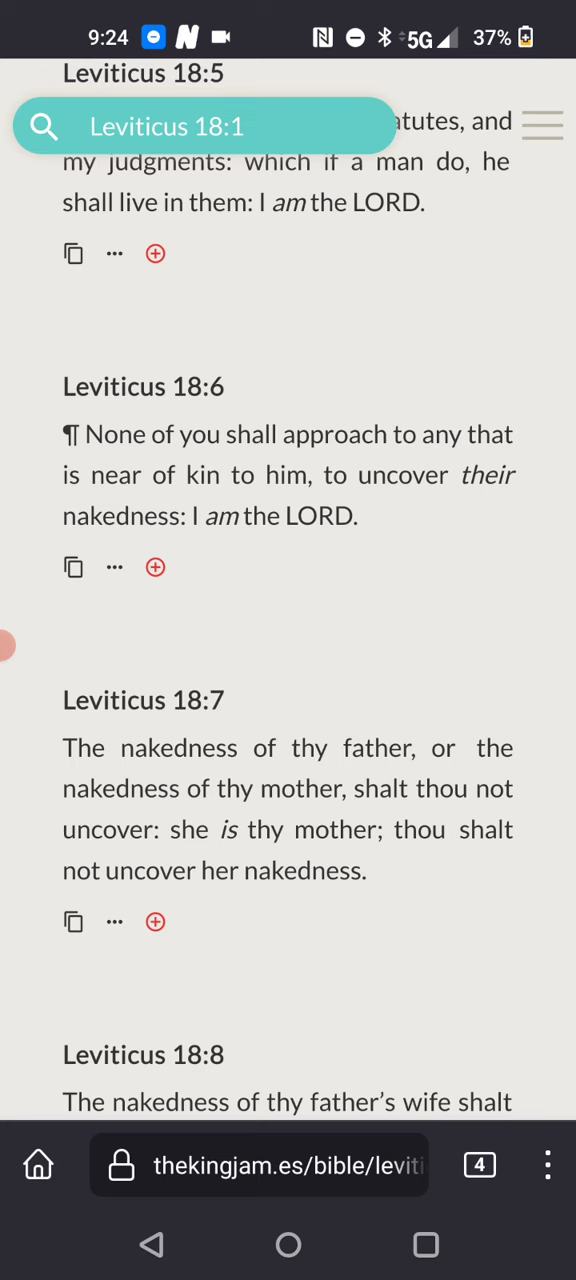 9:24 N 5G 37%
Leviticus 18:5
Leviticus 18:1
atutes, and
my judgments: which if a man do, he
shall live in them: I am the LORD.
Leviticus 18:6
¶ None of you shall approach to any that
is near of kin to him, to uncover their
nakedness: I am the LORD.
Leviticus 18:7
The nakedness of thy father, or the
nakedness of thy mother, shalt thou not
uncover: she is thy mother; thou shalt
not uncover her nakedness.
Leviticus 18:8
The nakedness of thy father’s wife shalt
thekingjam.es/bible/leviti
4